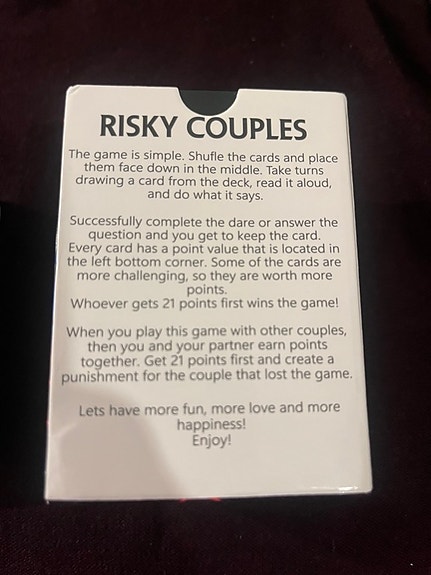 RISKY COUPLES
The game is simple. Shufle the cards and place
them face down in the middle. Take turns
drawing a card from the deck, read it aloud,
and do what it says.
Successfully complete the dare or answer the
question and you get to keep the card.
Every card has a point value that is located in
the left bottom corner. Some of the cards are
more challenging, so they are worth more
points.
Whoever gets 21 points first wins the game!
When you play this game with other couples,
then you and your partner earn points
together. Get 21 points first and create a
punishment for the couple that lost the game.
Lets have more fun, more love and more
happiness!
Enjoy!